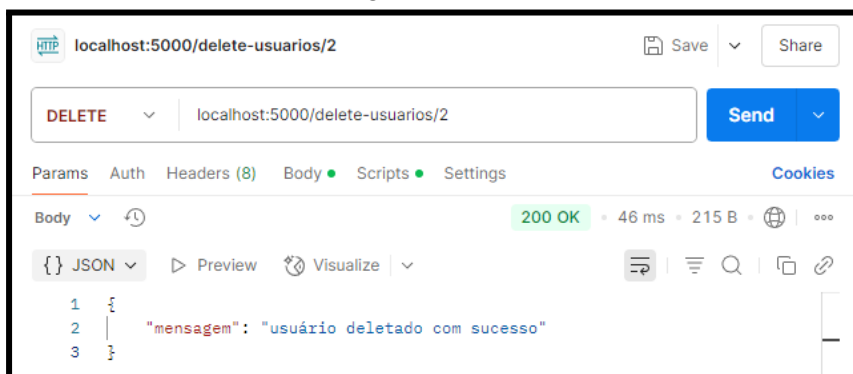 HTTP localhost:5000/delete-usuarios/2 Save Share
DELETE localhost:5000/delete-usuarios/2 Send
Params Auth Headers (8) Body Scripts Settings Cookies
Body 200 OK 46 ms 215 B
{} JSON Preview Visualize
1 {
2 "mensagem": "usuário deletado com sucesso"
3 }